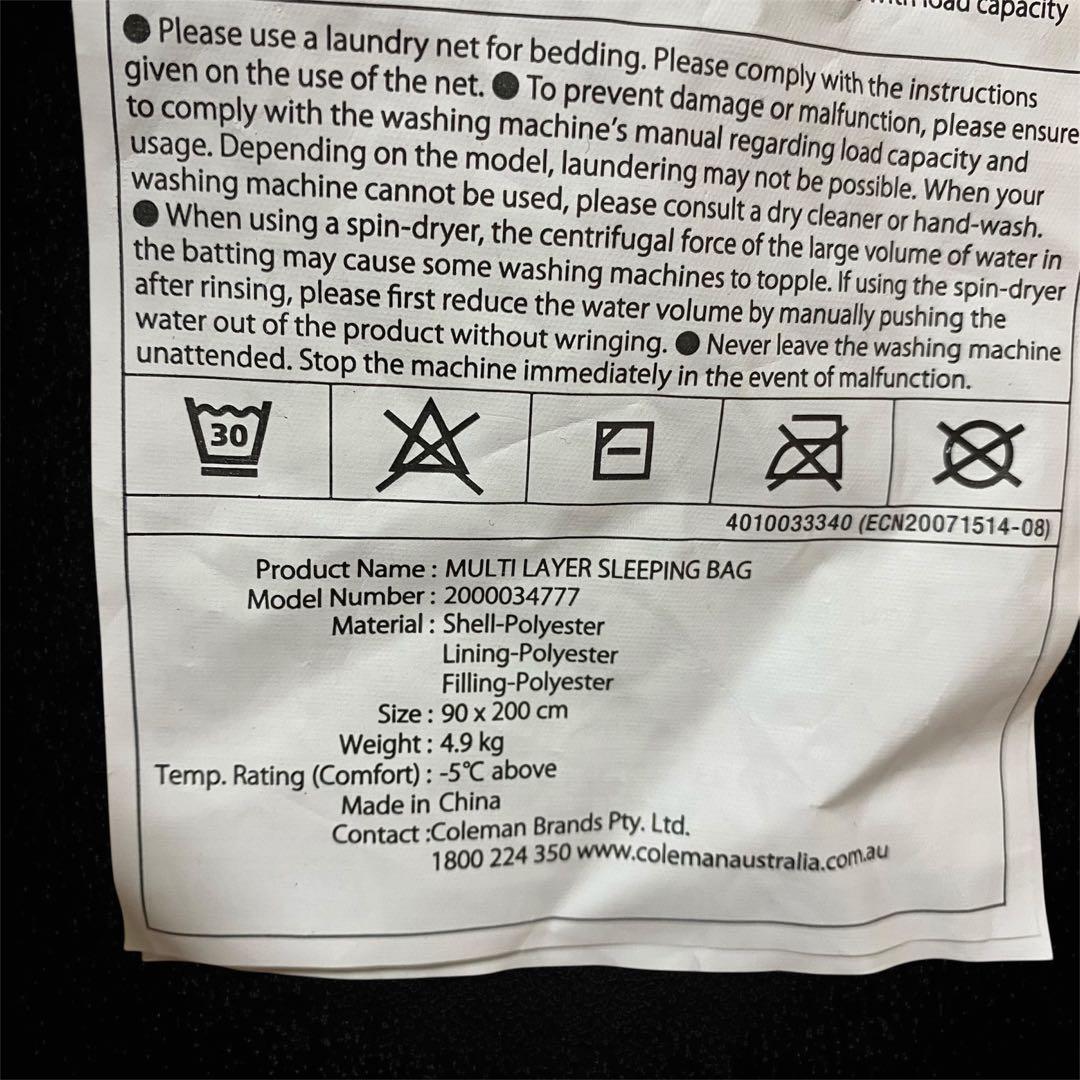 load capacity
● Please use a laundry net for bedding. Please comply with the instructions
given on the use of the net. ● To prevent damage or malfunction, please ensure
to comply with the washing machine's manual regarding load capacity and
usage. Depending on the model, laundering may not be possible. When your
washing machine cannot be used, please consult a dry cleaner or hand-wash.
● When using a spin-dryer, the centrifugal force of the large volume of water in
the batting may cause some washing machines to topple. If using the spin-dryer
after rinsing, please first reduce the water volume by manually pushing the
water out of the product without wringing. ● Never leave the washing machine
unattended. Stop the machine immediately in the event of malfunction.
30
4010033340 (ECN20071514-08)
Product Name : MULTI LAYER SLEEPING BAG
Model Number : 2000034777
Material : Shell-Polyester
Lining-Polyester
Filling-Polyester
Size : 90 x 200 cm
Weight : 4.9 kg
Temp. Rating (Comfort) : -5℃ above
Made in China
Contact :Coleman Brands Pty. Ltd.
1800 224 350 www.colemanaustralia.com.au